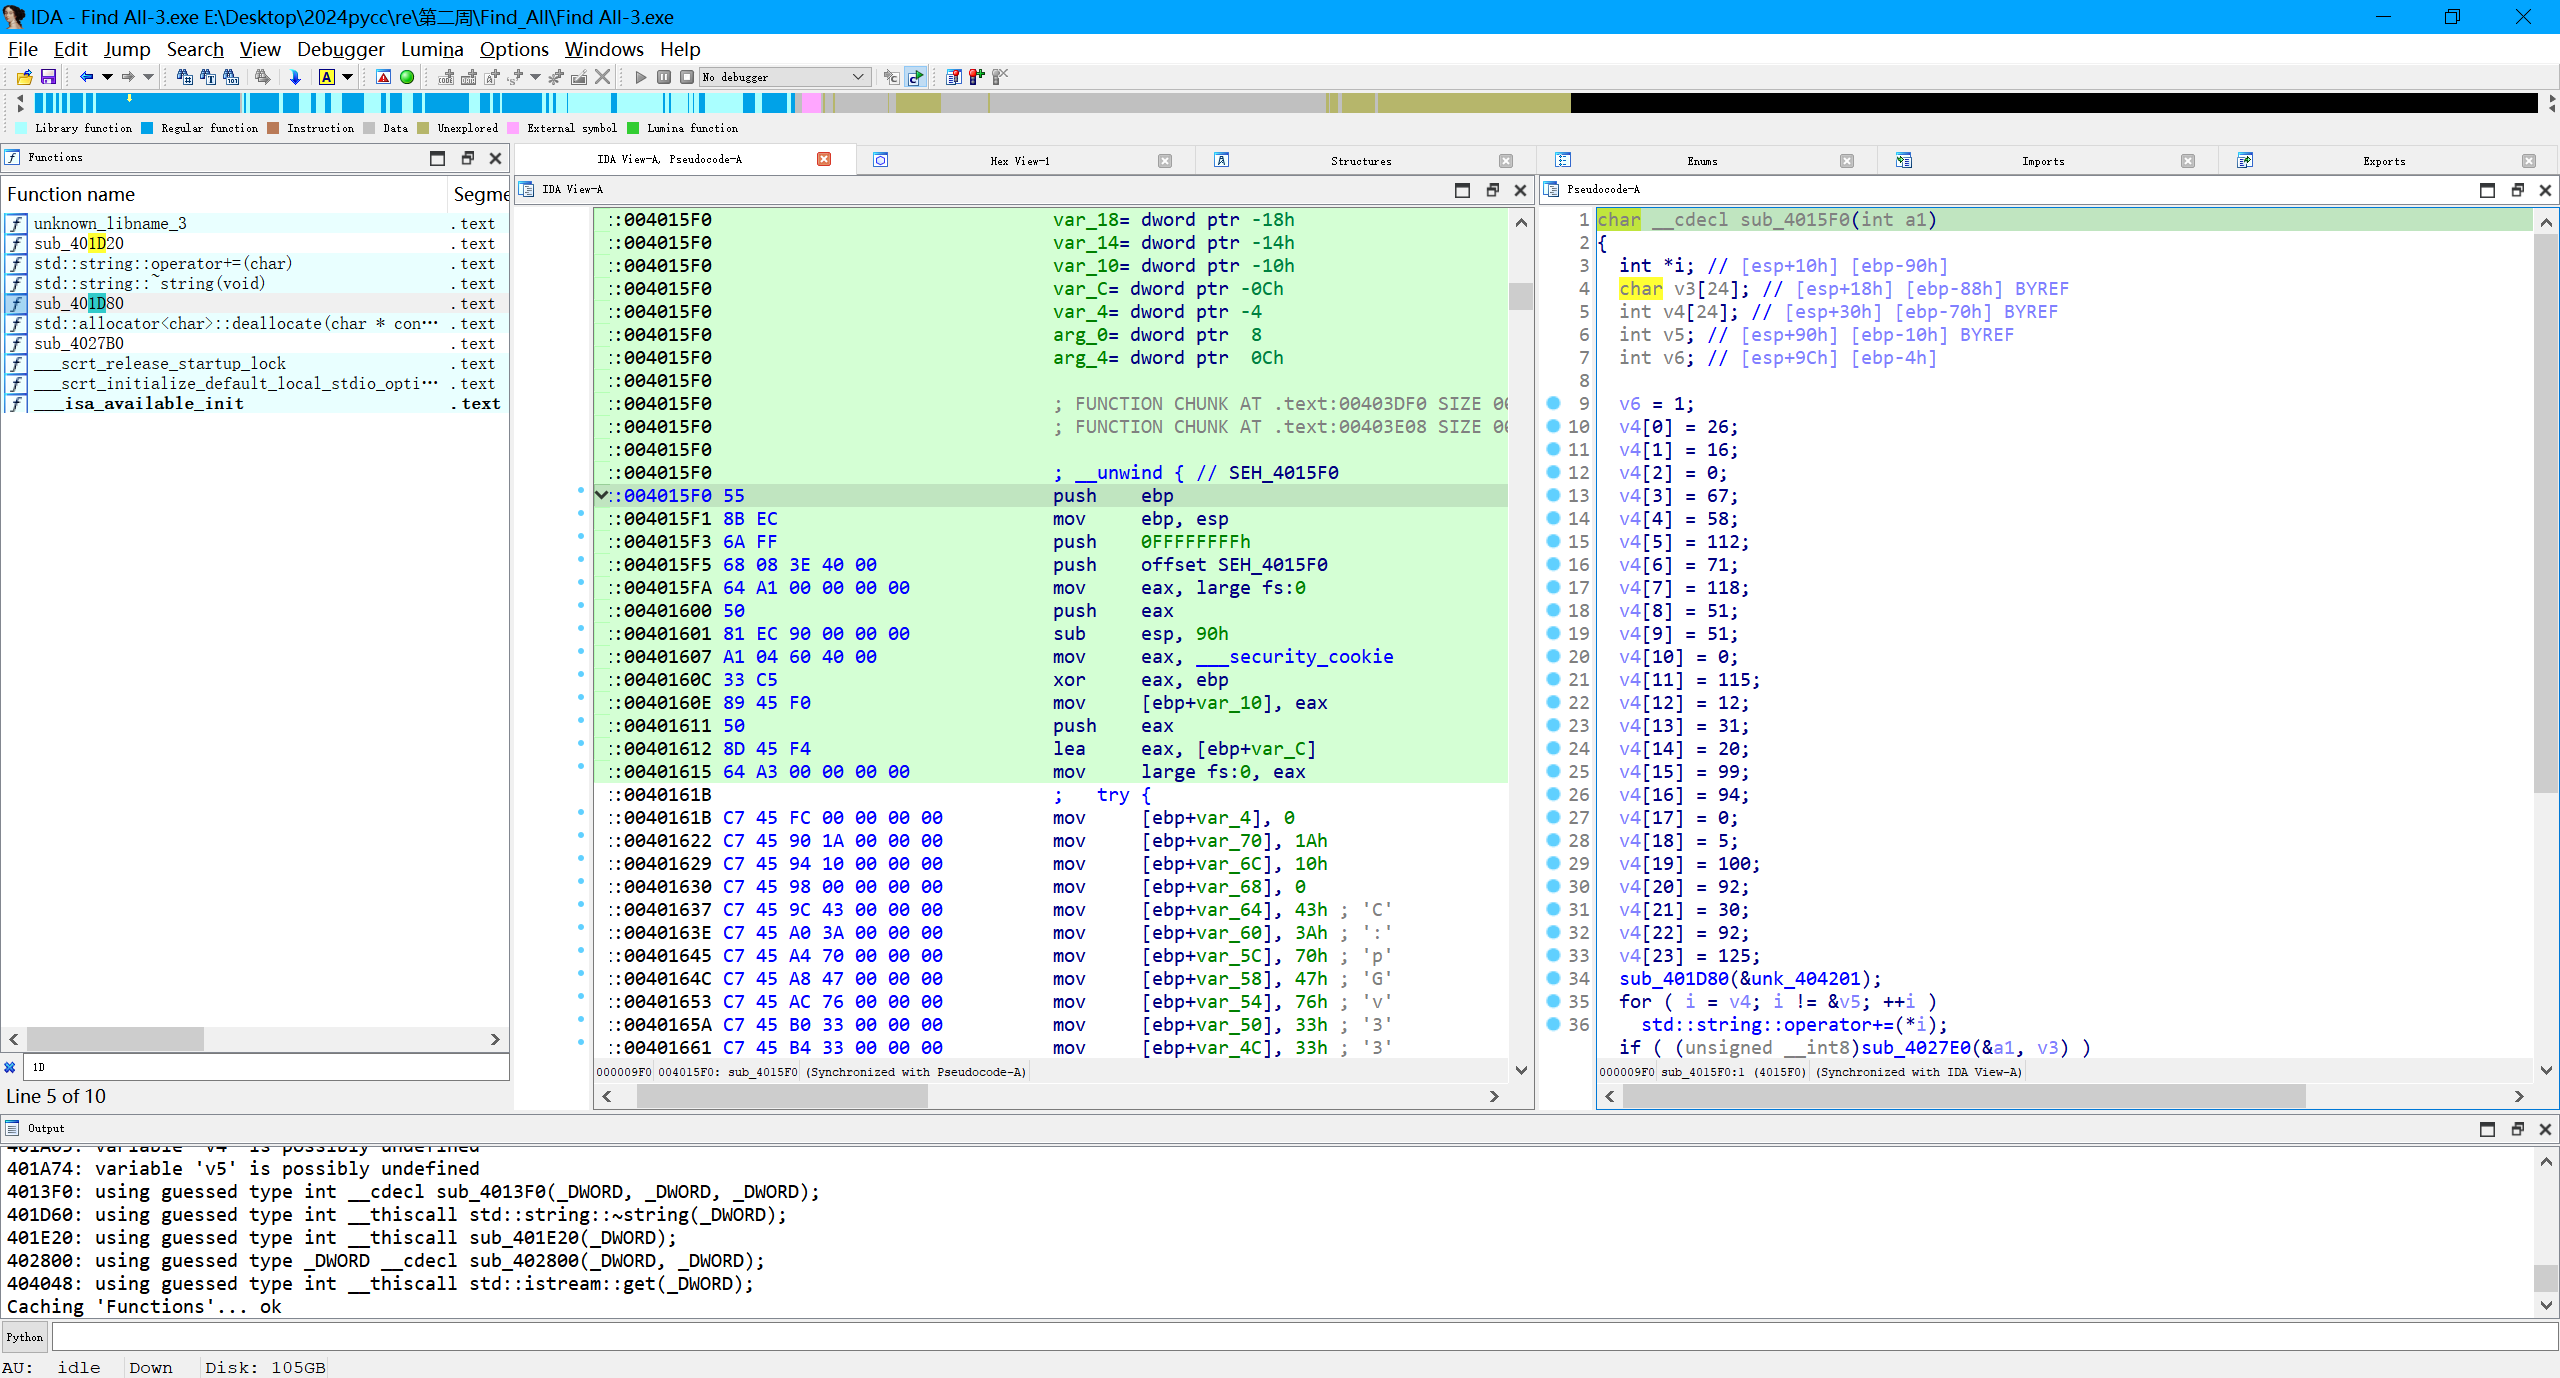 IDA - Find All-3.exe E:\Desktop\2024pycc\re\第二周\Find_All\Find All-3.exe
File Edit Jump Search View Debugger Lumina Options Windows Help
No debugger
Library function Regular function Instruction Data Unexplored External symbol Lumina function
Functions
Function name Segme
unknown_libname_3 .text
sub_401D20 .text
std::string::operator+=(char) .text
std::string::~string(void) .text
sub_401D80 .text
std::allocator<char>::deallocate(char * con… .text
sub_4027B0 .text
___scrt_release_startup_lock .text
___scrt_initialize_default_local_stdio_opti… .text
___isa_available_init .text
1D
Line 5 of 10
IDA View-A, Pseudocode-A Hex View-1 Structures Enums Imports Exports
IDA View-A
::004015F0 var_18= dword ptr -18h
::004015F0 var_14= dword ptr -14h
::004015F0 var_10= dword ptr -10h
::004015F0 var_C= dword ptr -0Ch
::004015F0 var_4= dword ptr -4
::004015F0 arg_0= dword ptr  8
::004015F0 arg_4= dword ptr  0Ch
::004015F0
::004015F0 ; FUNCTION CHUNK AT .text:00403DF0 SIZE 00
::004015F0 ; FUNCTION CHUNK AT .text:00403E08 SIZE 00
::004015F0
::004015F0 ; __unwind { // SEH_4015F0
::004015F0 55 push ebp
::004015F1 8B EC mov ebp, esp
::004015F3 6A FF push 0FFFFFFFFh
::004015F5 68 08 3E 40 00 push offset SEH_4015F0
::004015FA 64 A1 00 00 00 00 mov eax, large fs:0
::00401600 50 push eax
::00401601 81 EC 90 00 00 00 sub esp, 90h
::00401607 A1 04 60 40 00 mov eax, ___security_cookie
::0040160C 33 C5 xor eax, ebp
::0040160E 89 45 F0 mov [ebp+var_10], eax
::00401611 50 push eax
::00401612 8D 45 F4 lea eax, [ebp+var_C]
::00401615 64 A3 00 00 00 00 mov large fs:0, eax
::0040161B ;   try {
::0040161B C7 45 FC 00 00 00 00 mov [ebp+var_4], 0
::00401622 C7 45 90 1A 00 00 00 mov [ebp+var_70], 1Ah
::00401629 C7 45 94 10 00 00 00 mov [ebp+var_6C], 10h
::00401630 C7 45 98 00 00 00 00 mov [ebp+var_68], 0
::00401637 C7 45 9C 43 00 00 00 mov [ebp+var_64], 43h ; 'C'
::0040163E C7 45 A0 3A 00 00 00 mov [ebp+var_60], 3Ah ; ':'
::00401645 C7 45 A4 70 00 00 00 mov [ebp+var_5C], 70h ; 'p'
::0040164C C7 45 A8 47 00 00 00 mov [ebp+var_58], 47h ; 'G'
::00401653 C7 45 AC 76 00 00 00 mov [ebp+var_54], 76h ; 'v'
::0040165A C7 45 B0 33 00 00 00 mov [ebp+var_50], 33h ; '3'
::00401661 C7 45 B4 33 00 00 00 mov [ebp+var_4C], 33h ; '3'
000009F0 004015F0: sub_4015F0 (Synchronized with Pseudocode-A)
Pseudocode-A
1 char __cdecl sub_4015F0(int a1)
2 {
3 int *i; // [esp+10h] [ebp-90h]
4 char v3[24]; // [esp+18h] [ebp-88h] BYREF
5 int v4[24]; // [esp+30h] [ebp-70h] BYREF
6 int v5; // [esp+90h] [ebp-10h] BYREF
7 int v6; // [esp+9Ch] [ebp-4h]
8
9 v6 = 1;
10 v4[0] = 26;
11 v4[1] = 16;
12 v4[2] = 0;
13 v4[3] = 67;
14 v4[4] = 58;
15 v4[5] = 112;
16 v4[6] = 71;
17 v4[7] = 118;
18 v4[8] = 51;
19 v4[9] = 51;
20 v4[10] = 0;
21 v4[11] = 115;
22 v4[12] = 12;
23 v4[13] = 31;
24 v4[14] = 20;
25 v4[15] = 99;
26 v4[16] = 94;
27 v4[17] = 0;
28 v4[18] = 5;
29 v4[19] = 100;
30 v4[20] = 92;
31 v4[21] = 30;
32 v4[22] = 92;
33 v4[23] = 125;
34 sub_401D80(&unk_404201);
35 for ( i = v4; i != &v5; ++i )
36 std::string::operator+=(*i);
if ( (unsigned __int8)sub_4027E0(&a1, v3) )
000009F0 sub_4015F0:1 (4015F0) (Synchronized with IDA View-A)
Output
variable 'v4' is possibly undefined
401A74: variable 'v5' is possibly undefined
4013F0: using guessed type int __cdecl sub_4013F0(_DWORD, _DWORD, _DWORD);
401D60: using guessed type int __thiscall std::string::~string(_DWORD);
401E20: using guessed type int __thiscall sub_401E20(_DWORD);
402800: using guessed type _DWORD __cdecl sub_402800(_DWORD, _DWORD);
404048: using guessed type int __thiscall std::istream::get(_DWORD);
Caching 'Functions'... ok
Python
AU: idle Down Disk: 105GB